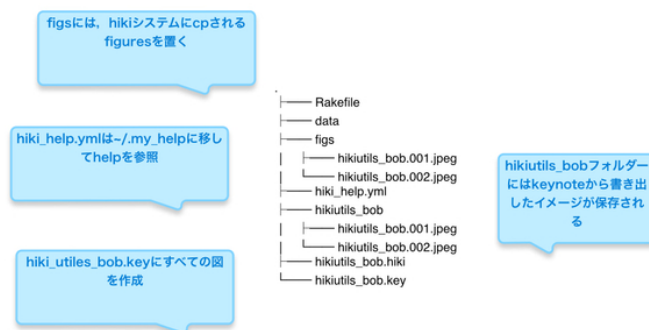 figsには，hikiシステムにcpされる
figuresを置く
hiki_help.ymlは~/.my_helpに移し
てhelpを参照
hiki_utiles_bob.keyにすべての図
を作成
.
├── Rakefile
├── data
├── figs
│   ├── hikiutils_bob.001.jpeg
│   └── hikiutils_bob.002.jpeg
├── hiki_help.yml
├── hikiutils_bob
│   ├── hikiutils_bob.001.jpeg
│   └── hikiutils_bob.002.jpeg
├── hikiutils_bob.hiki
└── hikiutils_bob.key
hikiutils_bobフォルダー
にはkeynoteから書き出
したイメージが保存され
る